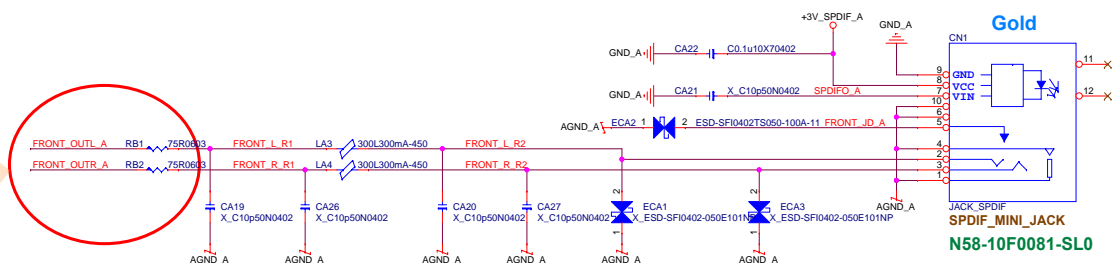 +3V_SPDIF_A
Gold
GND_A
CN1
GND_A
CA22
C0.1u10X70402
11
9
GND
8
VCC
GND_A
CA21
X_C10p50N0402
SPDIFO_A
7
VIN
12
10
6
AGND_A
ECA2
1
2
ESD-SFI0402TS050-100A-11
FRONT_JD_A
5
FRONT_OUTL_A
RB1
75R0603
FRONT_L_R1
LA3
300L300mA-450
FRONT_L_R2
4
2
FRONT_OUTR_A
RB2
75R0603
FRONT_R_R1
LA4
300L300mA-450
FRONT_R_R2
3
1
2
2
CA19
X_C10p50N0402
CA26
X_C10p50N0402
CA20
X_C10p50N0402
CA27
X_C10p50N0402
ECA1
X_ESD-SFI0402-050E101NP
ECA3
X_ESD-SFI0402-050E101NP
1
1
AGND_A
JACK_SPDIF
SPDIF_MINI_JACK
N58-10F0081-SL0
AGND_A
AGND_A
AGND_A
AGND_A
AGND_A
AGND_A